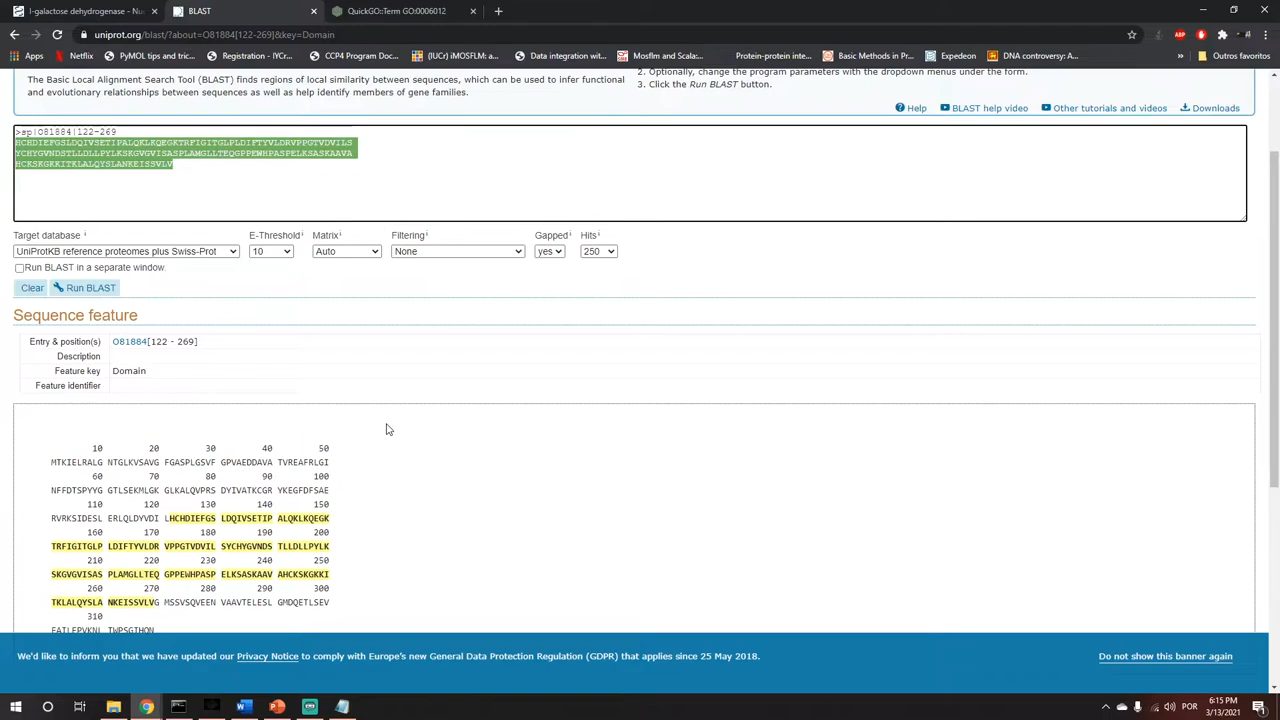 l-galactose dehydrogenase - Nu
BLAST
QuickGO::Term GO:0006012
uniprot.org/blast/?about=O81884[122-269]&key=Domain
Apps
Netflix
PyMOL tips and tric...
Registration - IYCr...
CCP4 Program Doc...
(IUCr) iMOSFLM: a...
Data integration wi...
Mosflm and Scala:...
Protein-protein inte...
Basic Methods in Pr...
Expedeon
DNA controversy: A...
»
Outros favoritos
The Basic Local Alignment Search Tool (BLAST) finds regions of local similarity between sequences, which can be used to infer functional
and evolutionary relationships between sequences as well as help identify members of gene families.
2. Optionally, change the program parameters with the dropdown menus under the form.
3. Click the Run BLAST button.
Help
BLAST help video
Other tutorials and videos
Downloads
>sp|O81884|122-269
HCHDIEFGSLDQIVSETIPALQKLKQEGKTRFIGITGLPLDIFTYVLDRVPPGTVDVILS
YCHYGVNDSTLLDLLPYLKSKGVGVISASPLAMGLLTEQGPPEWHPASPELKSASKAAVA
HCKSKGKKITKLALQYSLANKEISSVLV
Target database
E-Threshold
Matrix
Filtering
Gapped
Hits
UniProtKB reference proteomes plus Swiss-Prot
10
Auto
None
yes
250
Run BLAST in a separate window.
Clear
Run BLAST
Sequence feature
Entry & position(s) O81884[122 - 269]
Description
Feature key Domain
Feature identifier
10 20 30 40 50
MTKIELRALG NTGLKVSAVG FGASPLGSVF GPVAEDDAVA TVREAFRLGI
60 70 80 90 100
NFFDTSPYYG GTLSEKMLGK GLKALQVPRS DYIVATKCGR YKEGFDFSAE
110 120 130 140 150
RVRKSIDESL ERLQLDYVDI LHCHDIEFGS LDQIVSETIP ALQKLKQEGK
160 170 180 190 200
TRFIGITGLP LDIFTYVLDR VPPGTVDVIL SYCHYGVNDS TLLDLLPYLK
210 220 230 240 250
SKGVGVISAS PLAMGLLTEQ GPPEWHPASP ELKSASKAAV AHCKSKGKKI
260 270 280 290 300
TKLALQYSLA NKEISSVLVG MSSVSQVEEN VAAVTELESL GMDQETLSEV
310
EAILEPVKNL TWPSGIHQN
We'd like to inform you that we have updated our Privacy Notice to comply with Europe's new General Data Protection Regulation (GDPR) that applies since 25 May 2018.
Do not show this banner again
POR
6:15 PM
3/13/2021